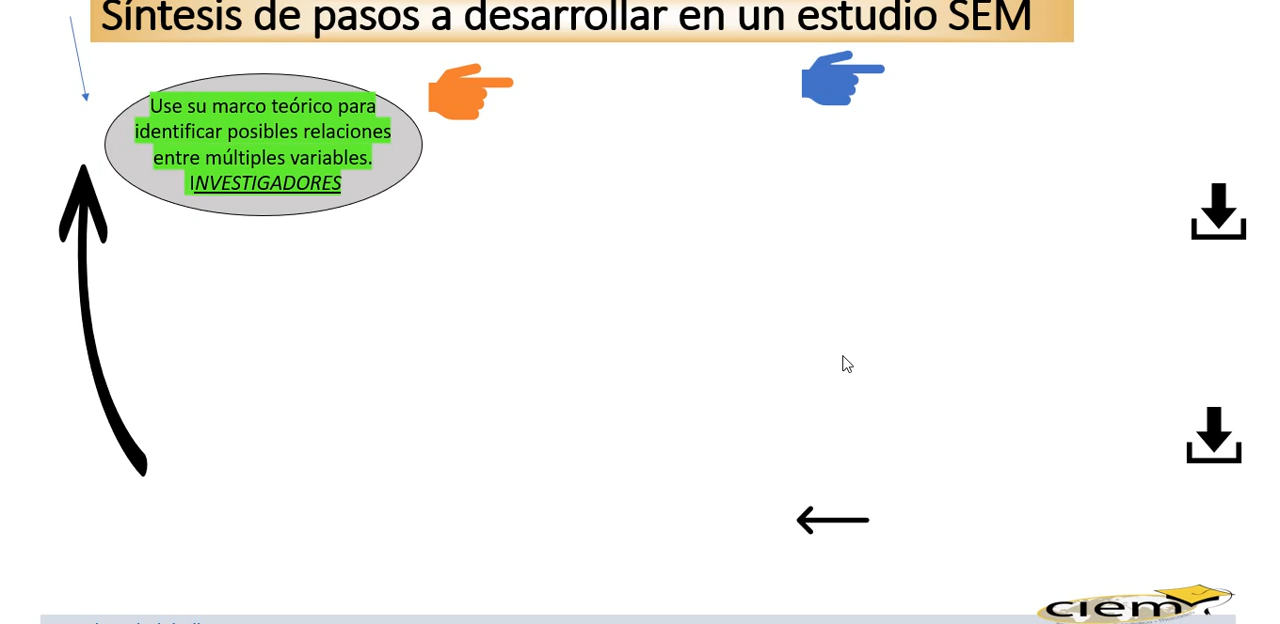 Síntesis de pasos a desarrollar en un estudio SEM
Use su marco teórico para
identificar posibles relaciones
entre múltiples variables.
INVESTIGADORES
ciem